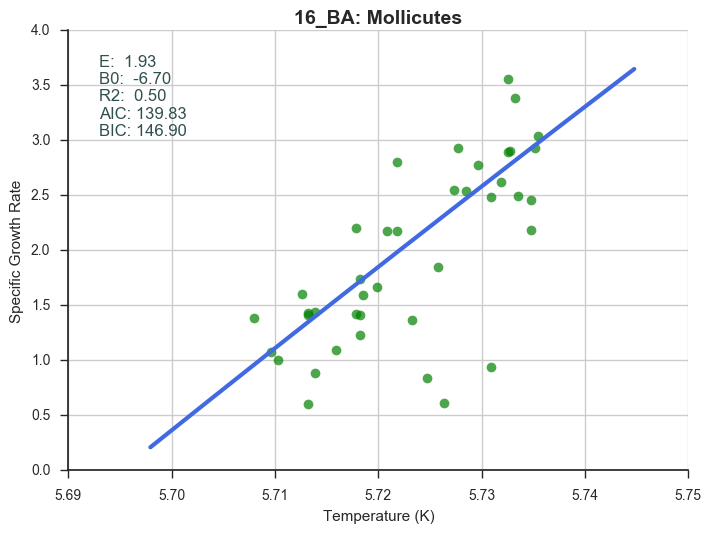 16_BA: Mollicutes
E:  1.93
B0:  -6.70
R2:  0.50
AIC: 139.83
BIC: 146.90
4.0
3.5
3.0
2.5
2.0
1.5
1.0
0.5
0.0
Specific Growth Rate
5.69 5.70 5.71 5.72 5.73 5.74 5.75
Temperature (K)